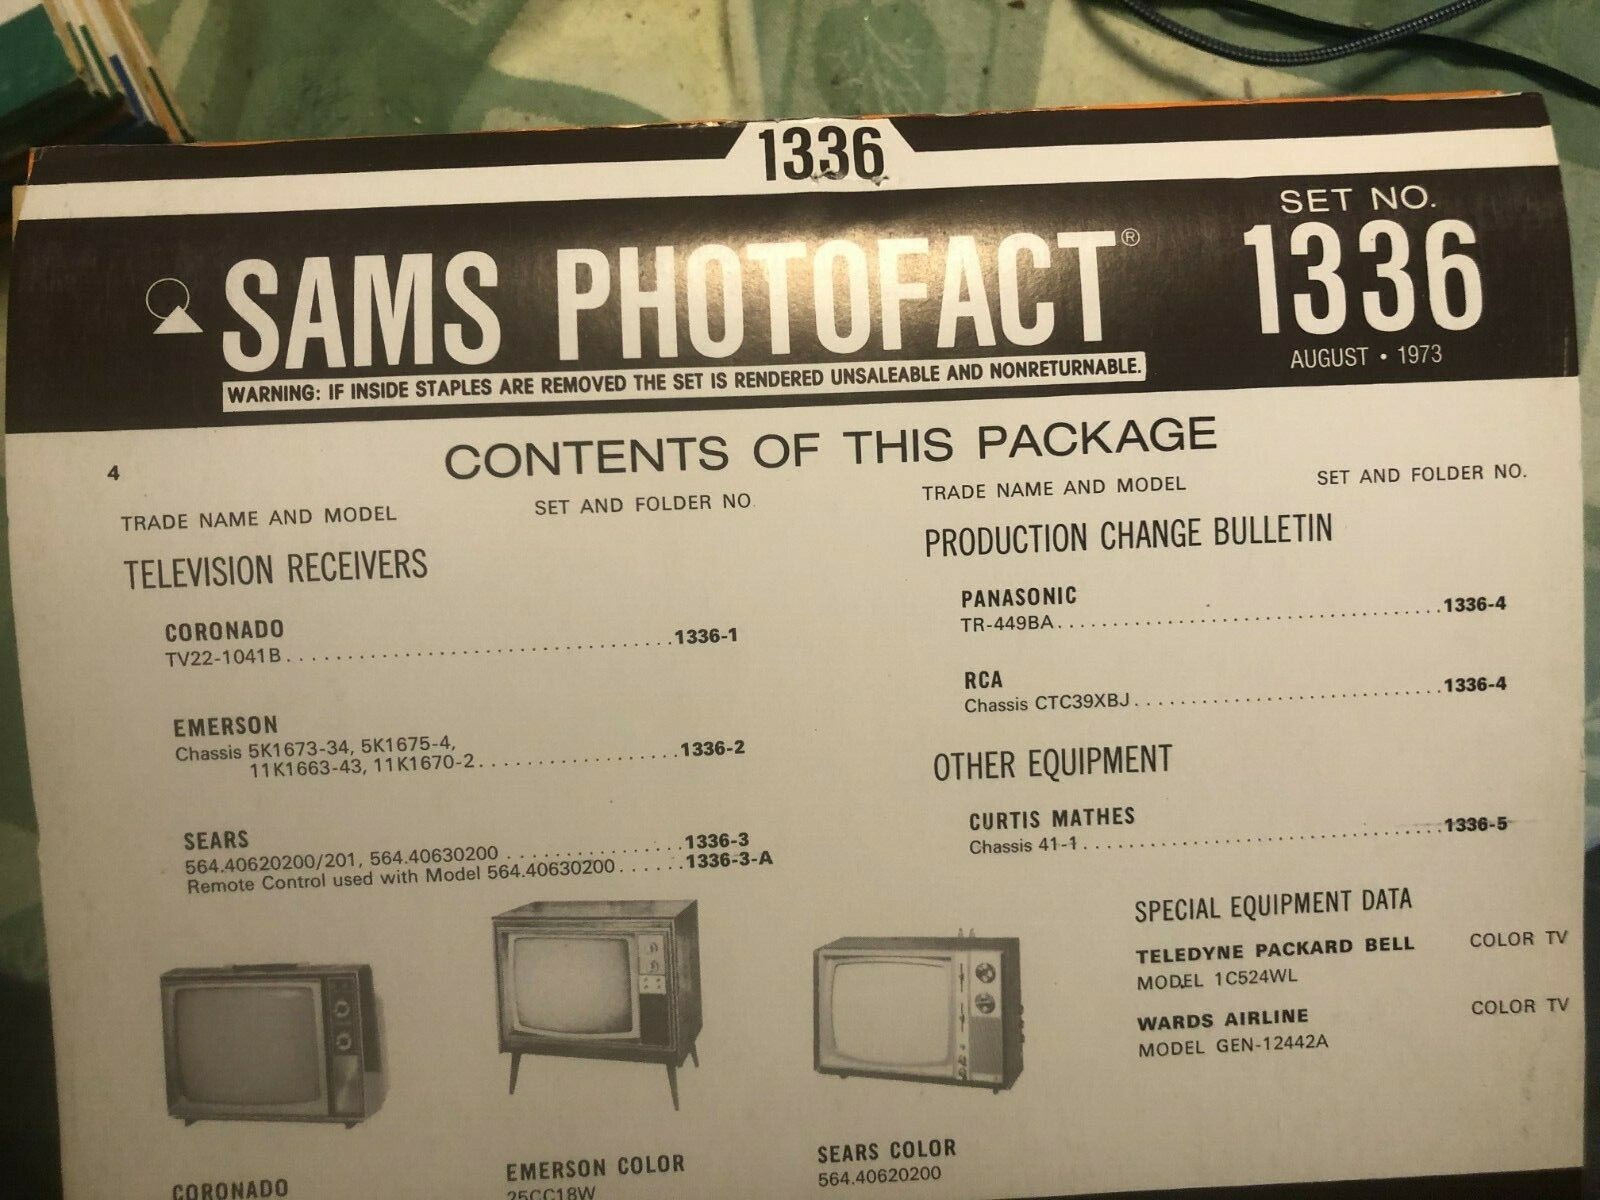 1336
SET NO.
1336
AUGUST • 1973
SAMS PHOTOFACT®
WARNING: IF INSIDE STAPLES ARE REMOVED THE SET IS RENDERED UNSALEABLE AND NONRETURNABLE.
CONTENTS OF THIS PACKAGE
4
TRADE NAME AND MODEL SET AND FOLDER NO.
TELEVISION RECEIVERS
CORONADO
TV22-1041B................................1336-1
EMERSON
Chassis 5K1673-34, 5K1675-4,
11K1663-43, 11K1670-2....................1336-2
SEARS
564.40620200/201, 564.40630200..................1336-3
Remote Control used with Model 564.40630200......1336-3-A
TRADE NAME AND MODEL SET AND FOLDER NO.
PRODUCTION CHANGE BULLETIN
PANASONIC
TR-449BA........................................1336-4
RCA
Chassis CTC39XBJ................................1336-4
OTHER EQUIPMENT
CURTIS MATHES
Chassis 41-1.....................................1336-5
SPECIAL EQUIPMENT DATA
TELEDYNE PACKARD BELL COLOR TV
MODEL 1C524WL
WARDS AIRLINE COLOR TV
MODEL GEN-12442A
CORONADO
EMERSON COLOR
25CC18W
SEARS COLOR
564.40620200